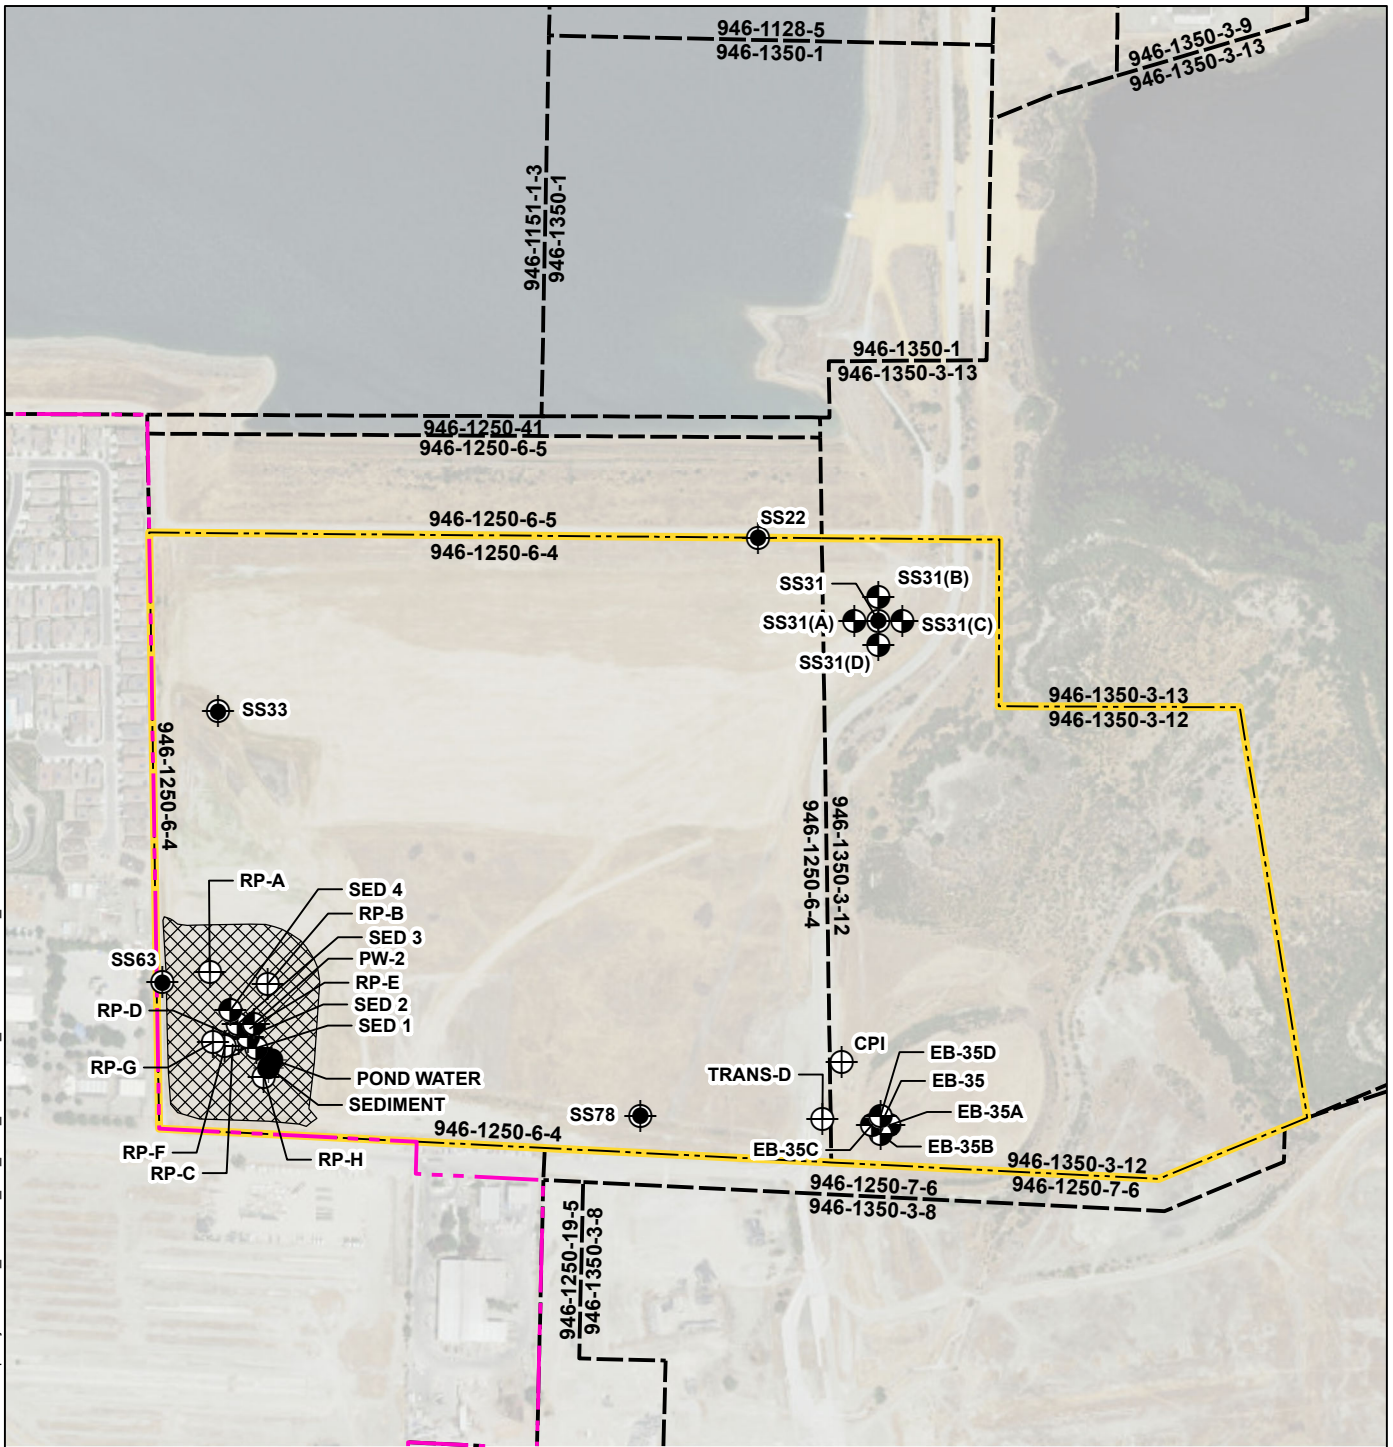 946-1128-5
946-1350-1
946-1350-3-9
946-1350-3-13
946-1151-1-3
946-1350-1
946-1350-1
946-1350-3-13
946-1250-41
946-1250-6-5
946-1250-6-5
946-1250-6-4
SS22
SS31
SS31(B)
SS31(A)
SS31(C)
SS31(D)
SS33
946-1350-3-13
946-1350-3-12
946-1250-6-4
946-1350-3-12
946-1250-6-4
RP-A
SED 4
RP-B
SED 3
PW-2
SS63
RP-E
SED 2
RP-D
SED 1
RP-G
POND WATER
SEDIMENT
CPI
TRANS-D
EB-35D
EB-35
EB-35A
EB-35B
EB-35C
SS78
946-1250-6-4
RP-F
RP-C
RP-H
946-1350-3-12
946-1250-7-6
946-1250-7-6
946-1350-3-8
946-1250-19-5
946-1350-3-8